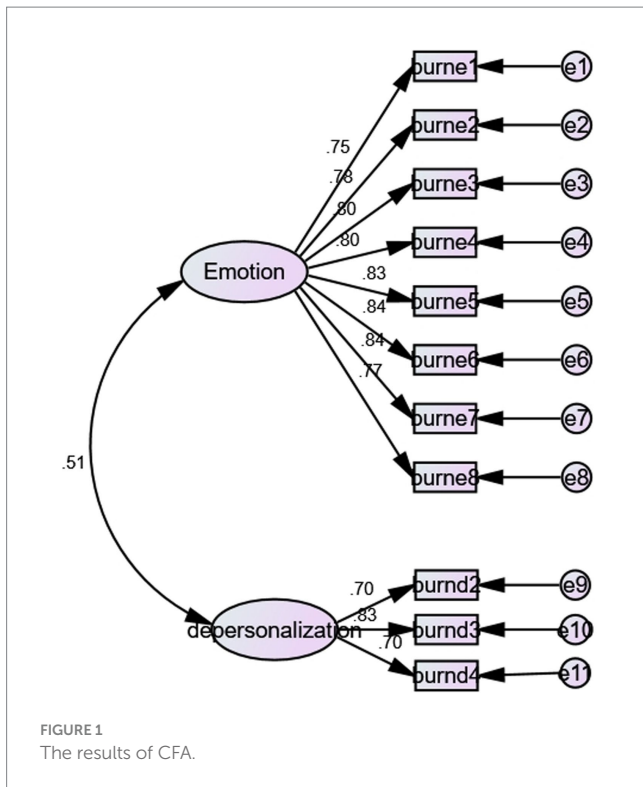 burne1
e1
burne2
e2
burne3
e3
burne4
e4
burne5
e5
burne6
e6
burne7
e7
burne8
e8
.75
.78
.80
.80
.83
.84
.84
.77
Emotion
.51
depersonalization
.70
.83
.70
burnd2
e9
burnd3
e10
burnd4
e11
FIGURE 1
The results of CFA.